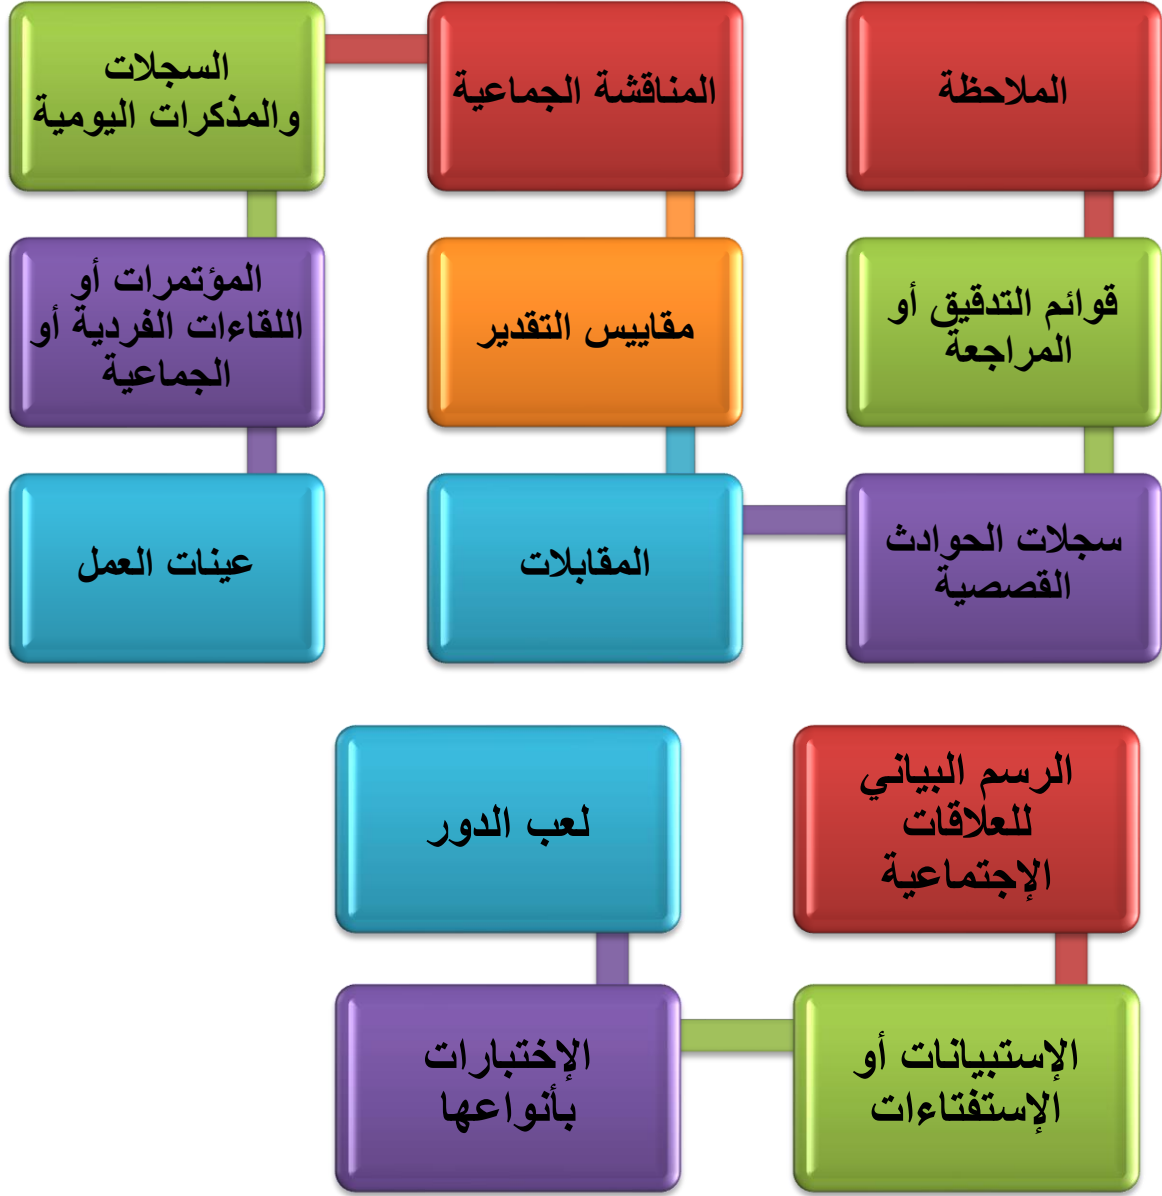 الملاحظة
قوائم التدقيق أو
المراجعة
سجلات الحوادث
القصصية
المقابلات
مقاييس التقدير
المناقشة الجماعية
السجلات
والمذكرات اليومية
المؤتمرات أو
اللقاءات الفردية أو
الجماعية
عينات العمل
الرسم البياني
للعلاقات
الإجتماعية
الإستبيانات أو
الإستفتاءات
الإختبارات
بأنواعها
لعب الدور